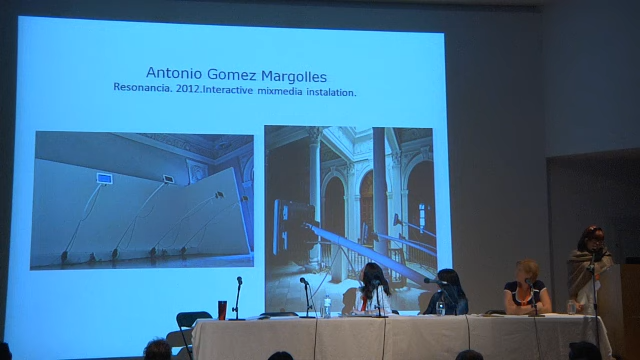 Antonio Gomez Margolles
Resonancia. 2012.Interactive mixmedia instalation.